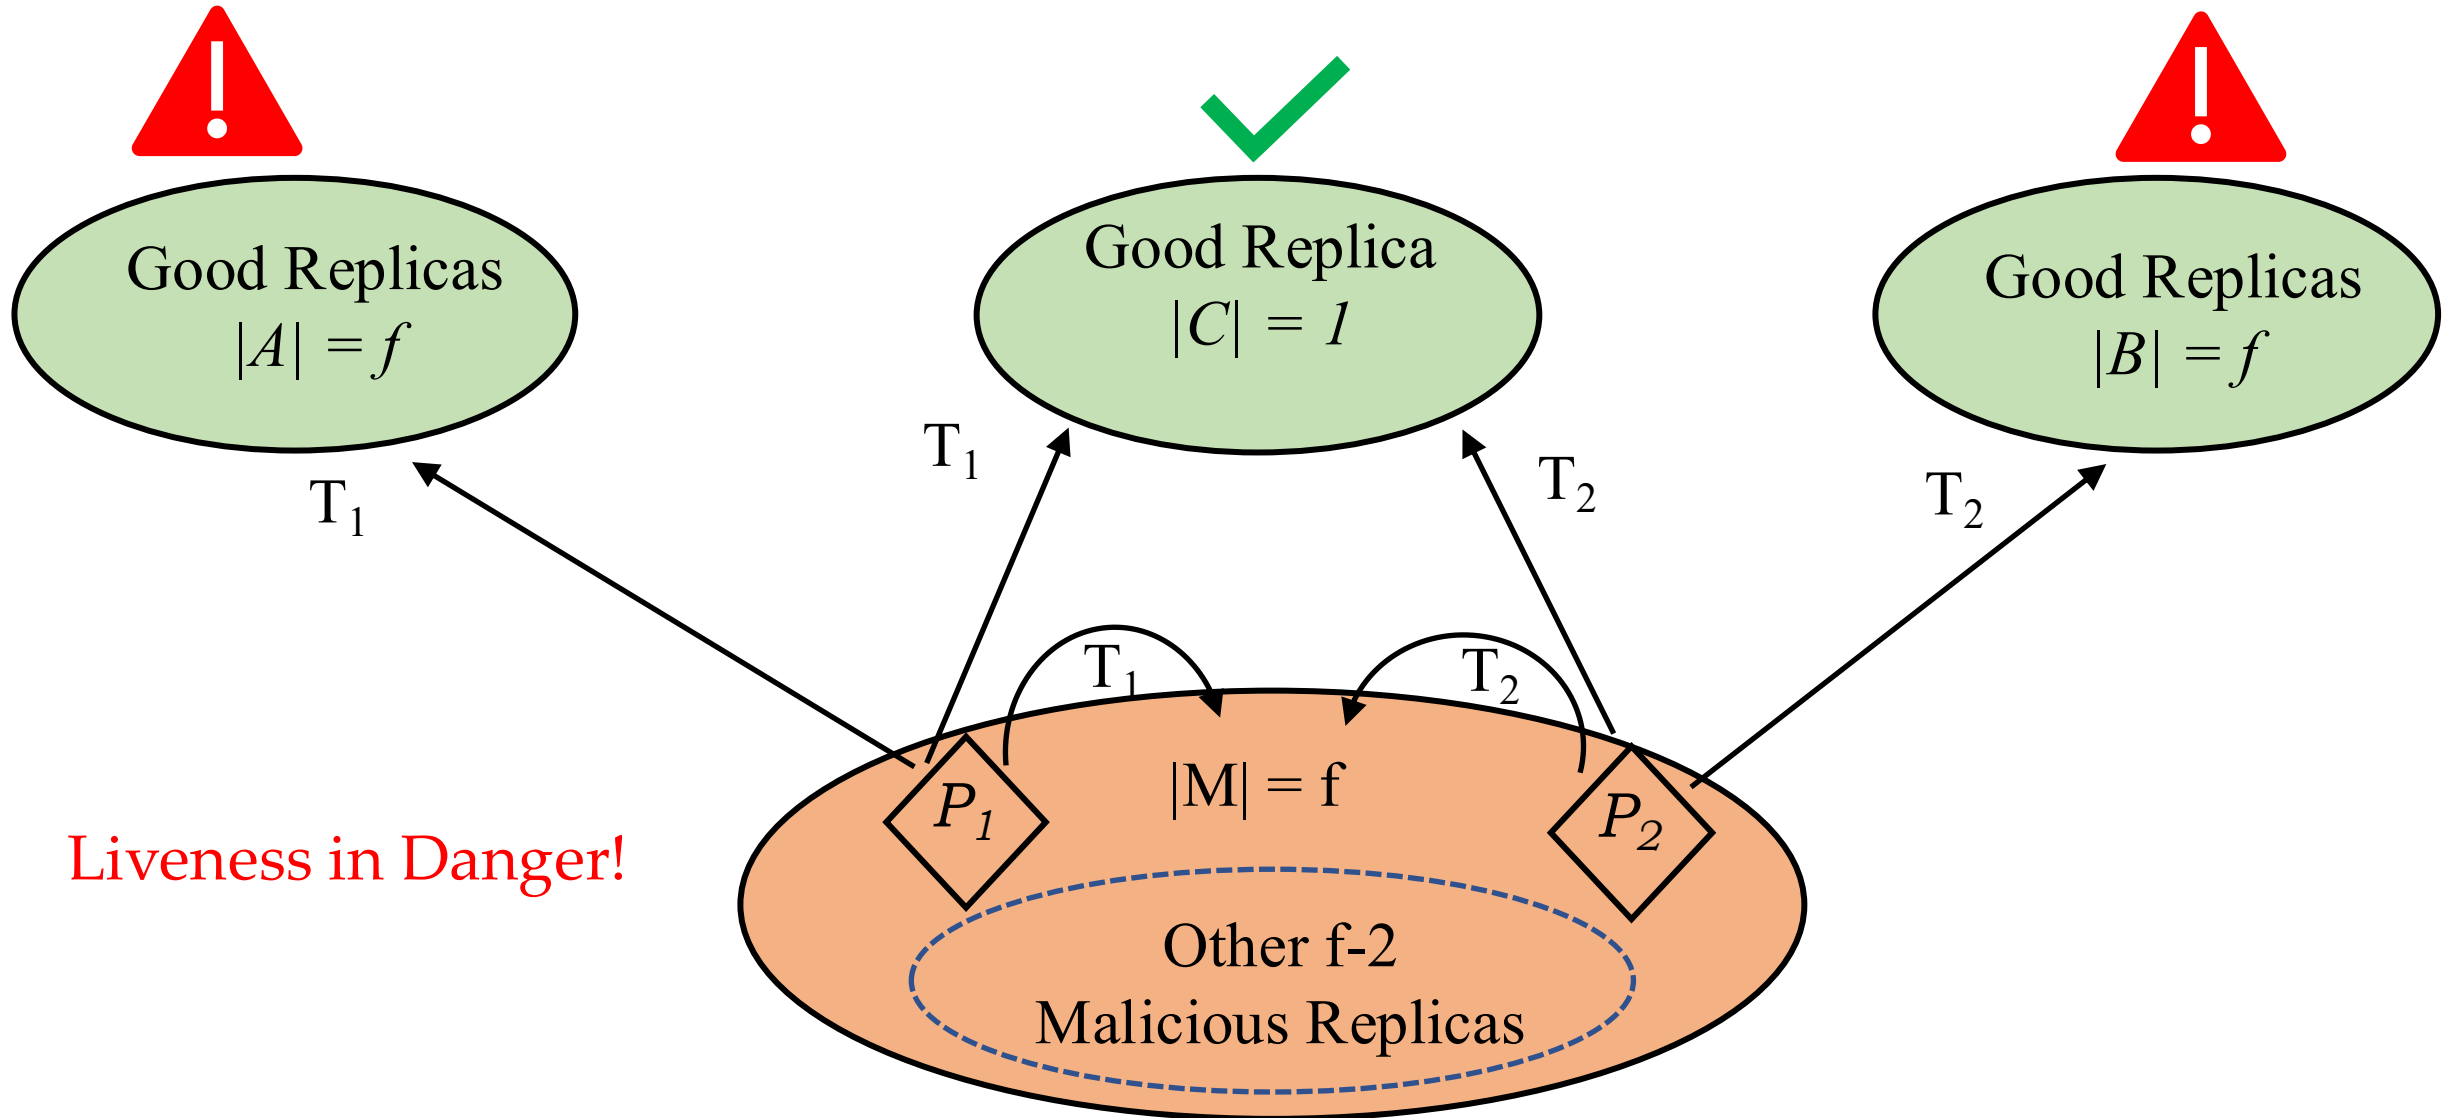 Good Replicas
|A| = f
Good Replica
|C| = 1
Good Replicas
|B| = f
T1
T1
T2
T2
T1
T2
P1
|M| = f
P2
Liveness in Danger!
Other f-2
Malicious Replicas